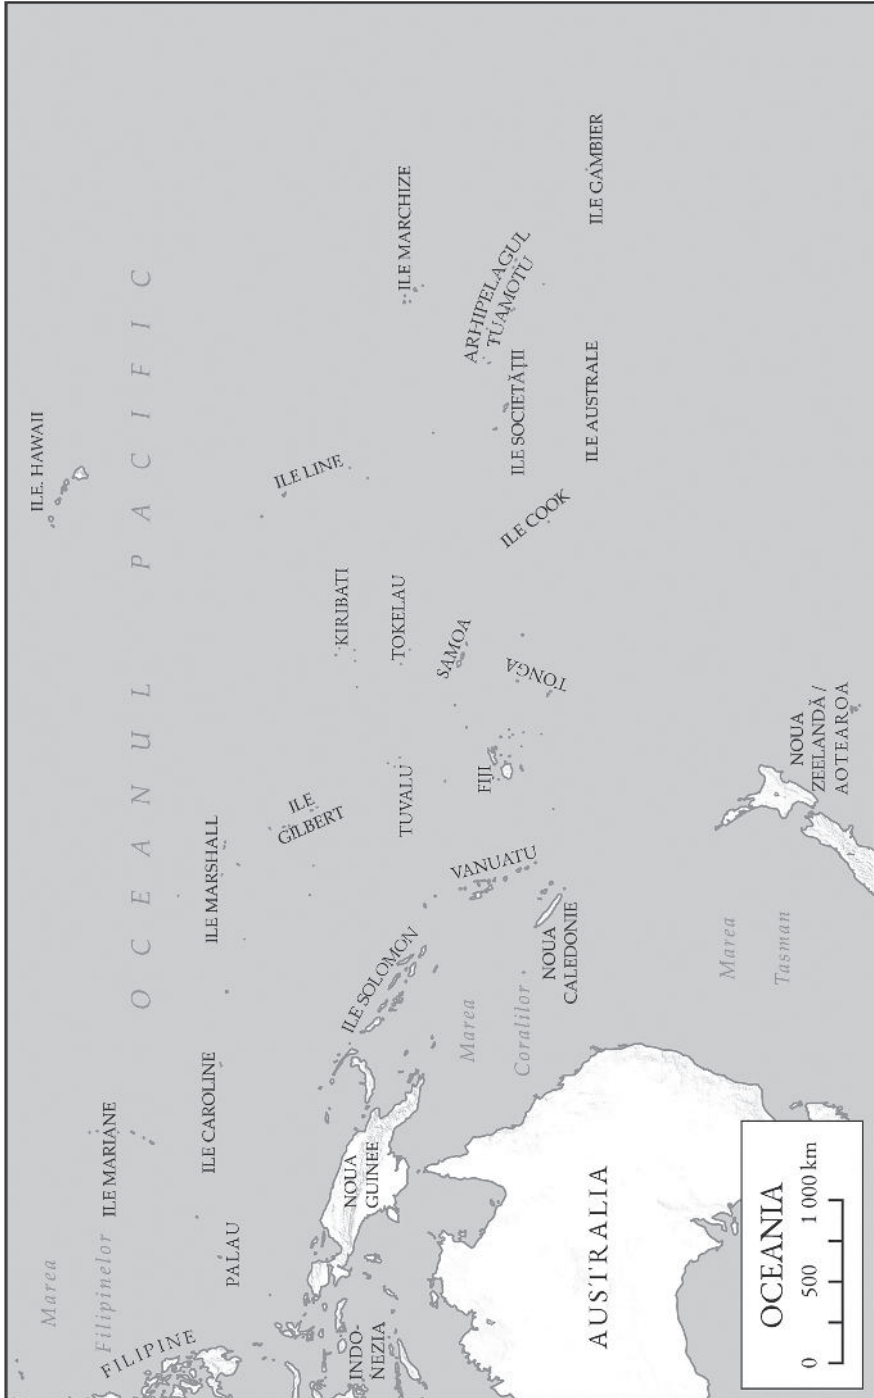 ILE. HAWAII
Marea
Filipinelor
FILIPINE
ILE MARIANE
OCEANUL PACIFIC
PALAU
ILE CAROLINE
ILE MARSHALL
ILE
GILBERT
ILE LINE
KIRIBATI
INDO-
NEZIA
NOUA
GUINEE
ILE SOLOMON
TUVALU
TOKELAU
ILE MARCHIZE
SAMOA
Marea
Coralilor
VANUATU
FIJI
TONGA
ILE COOK
ARHIPELAGUL
TUAMOTU
ILE SOCIETĂȚII
NOUA
CALEDONIE
AUSTRALIA
ILE AUSTRALE
ILE GAMBIER
Marea
Tasman
NOUA
ZEELANDĂ /
AOTEAROA
OCEANIA
0 500 1 000 km